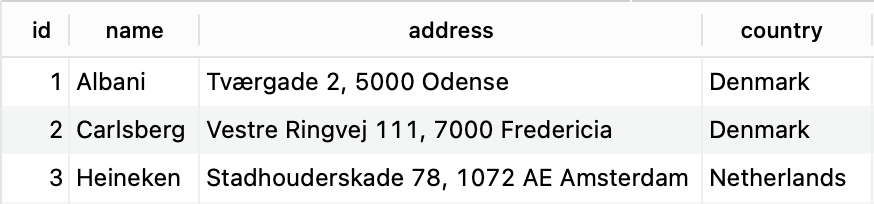 id name address country
1 Albani Tværgade 2, 5000 Odense Denmark
2 Carlsberg Vestre Ringvej 111, 7000 Fredericia Denmark
3 Heineken Stadhouderskade 78, 1072 AE Amsterdam Netherlands